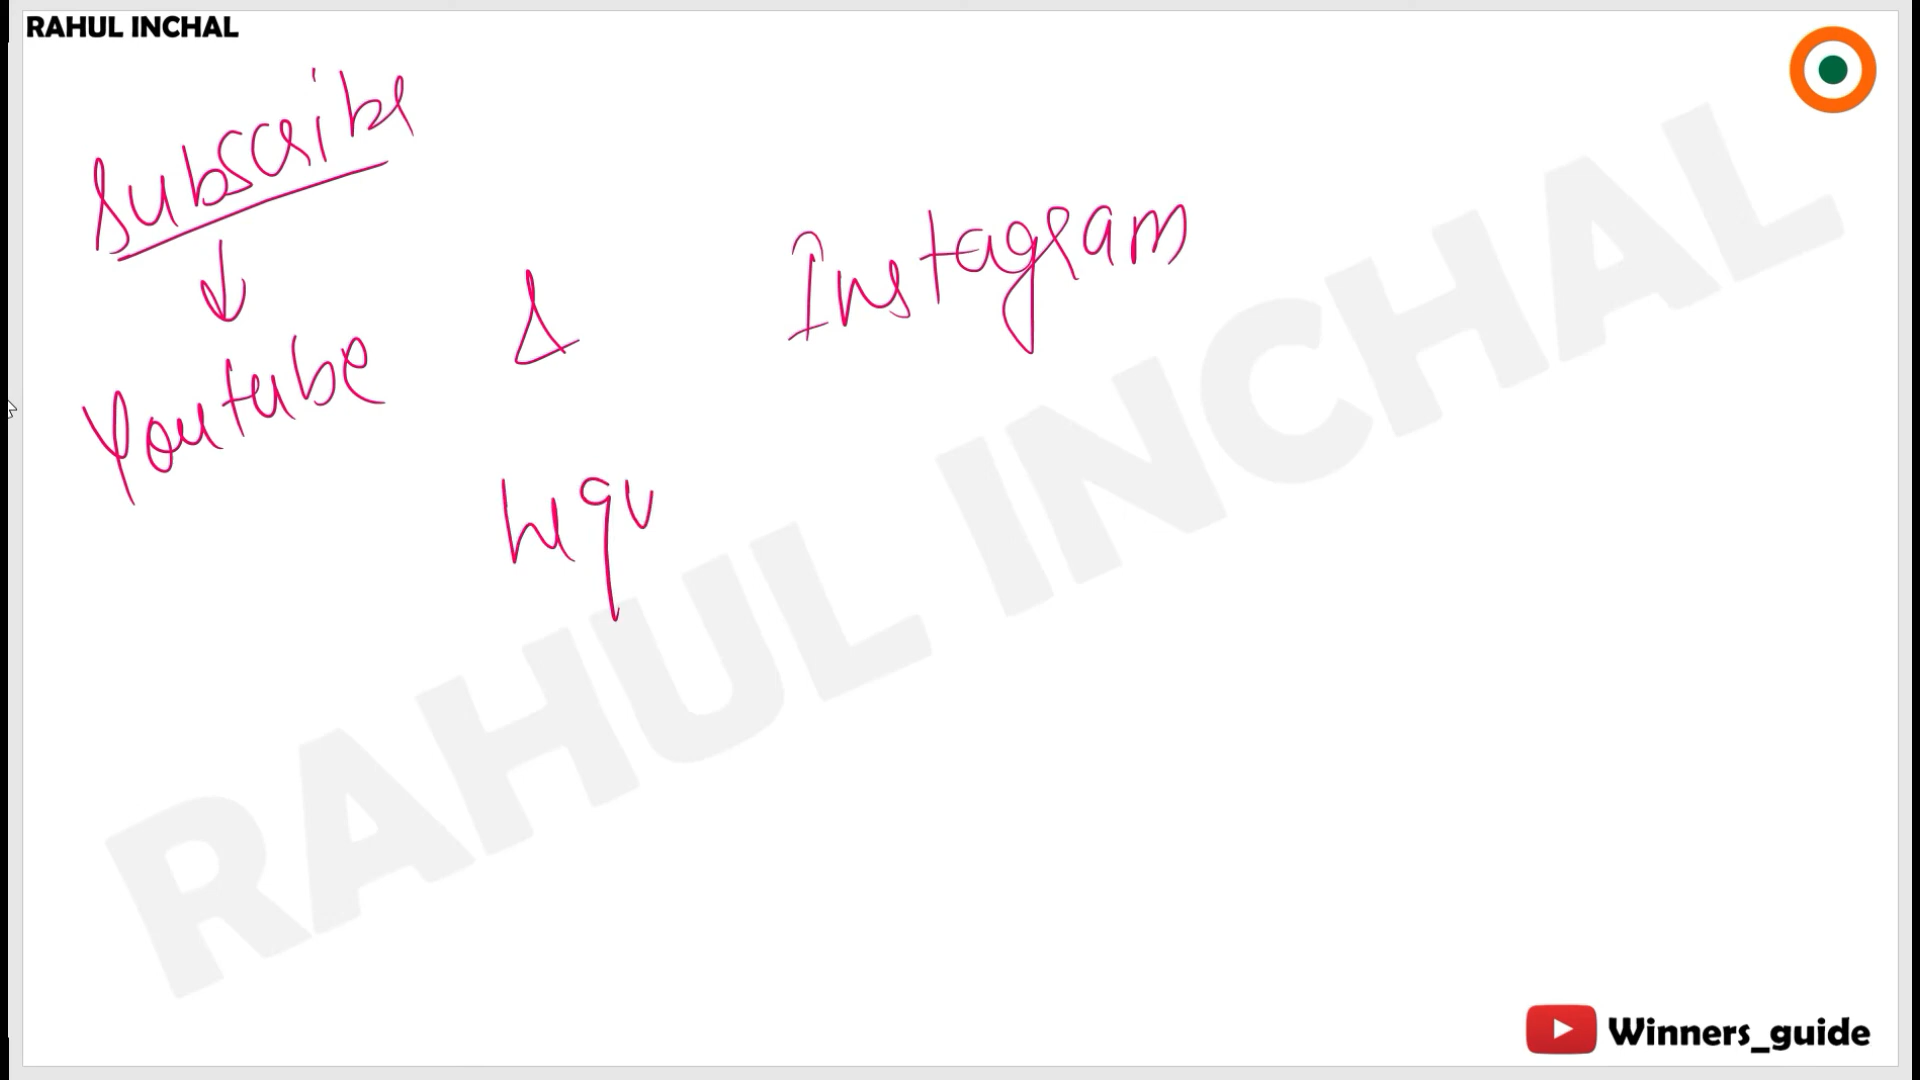 RAHUL INCHAL
Subscribe
↓
Youtube & Instagram
RAHUL INCHAL
Winners_guide